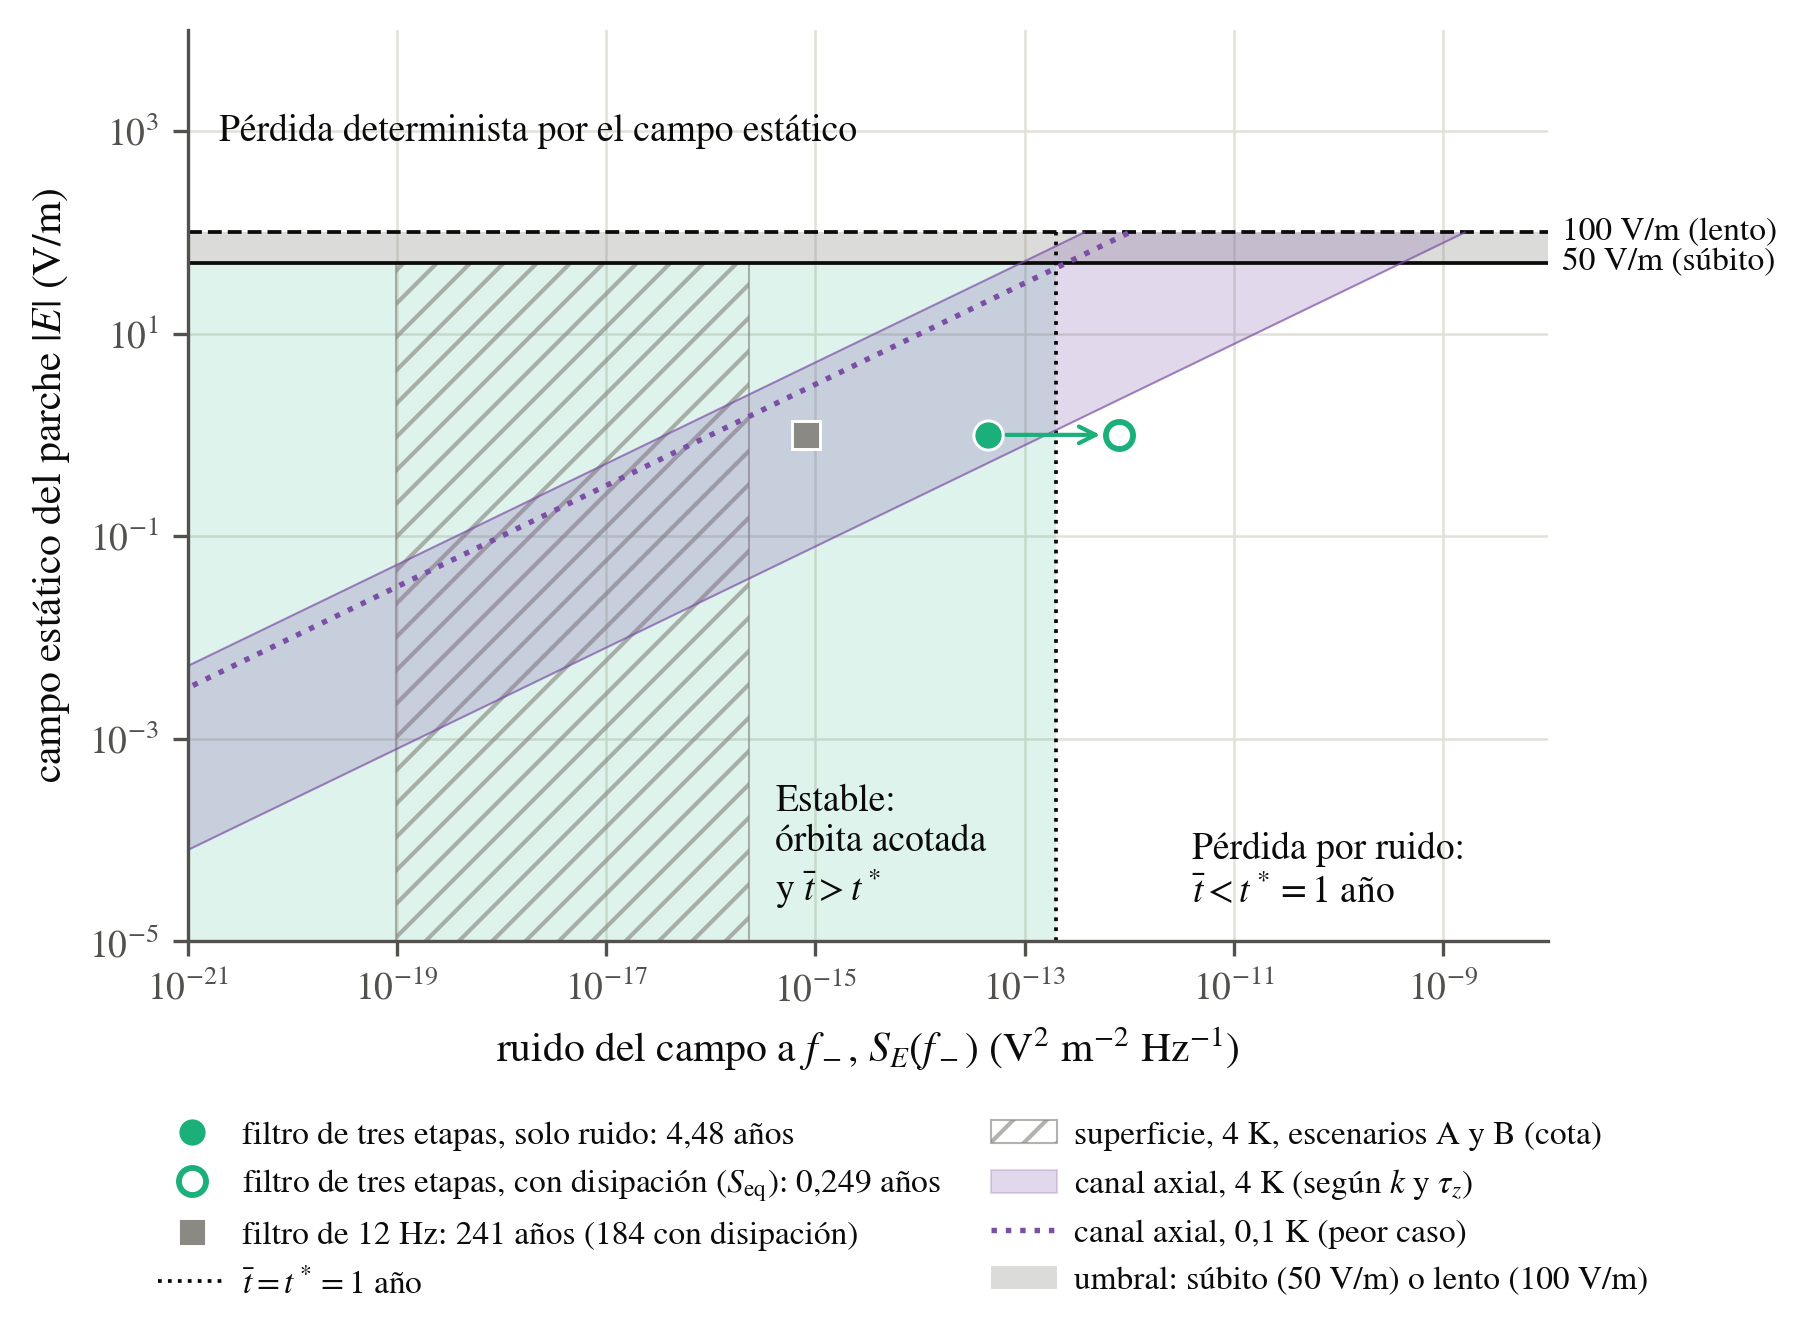 Pérdida determinista por el campo estático
10³
10¹
10⁻¹
10⁻³
10⁻⁵
campo estático del parche |E| (V/m)
100 V/m (lento)
50 V/m (súbito)
Estable:
órbita acotada
y t̄ > t*
Pérdida por ruido:
t̄ < t* = 1 año
10⁻²¹ 10⁻¹⁹ 10⁻¹⁷ 10⁻¹⁵ 10⁻¹³ 10⁻¹¹ 10⁻⁹
ruido del campo a f₋, S_E(f₋) (V² m⁻² Hz⁻¹)
filtro de tres etapas, solo ruido: 4,48 años
filtro de tres etapas, con disipación (S_eq): 0,249 años
filtro de 12 Hz: 241 años (184 con disipación)
t̄ = t* = 1 año
superficie, 4 K, escenarios A y B (cota)
canal axial, 4 K (según k y τ_z)
canal axial, 0,1 K (peor caso)
umbral: súbito (50 V/m) o lento (100 V/m)